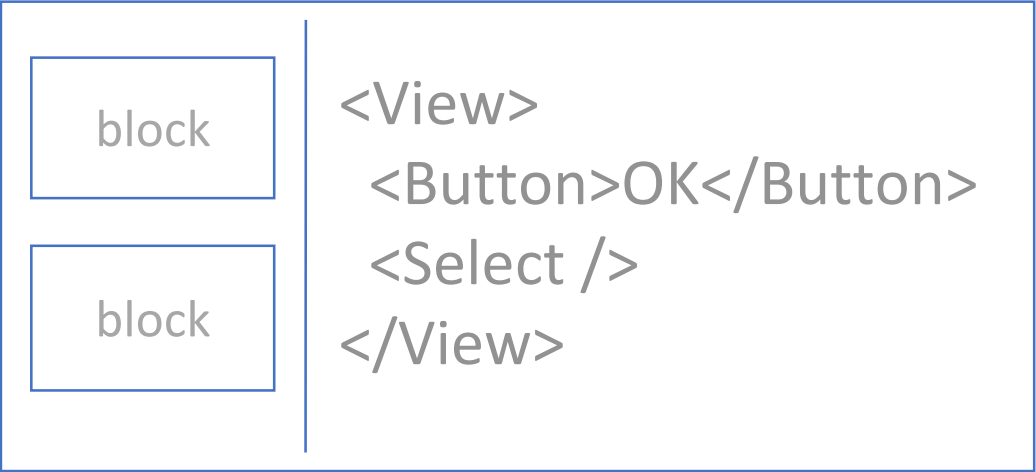 block
block
<View>
<Button>OK</Button>
<Select />
</View>